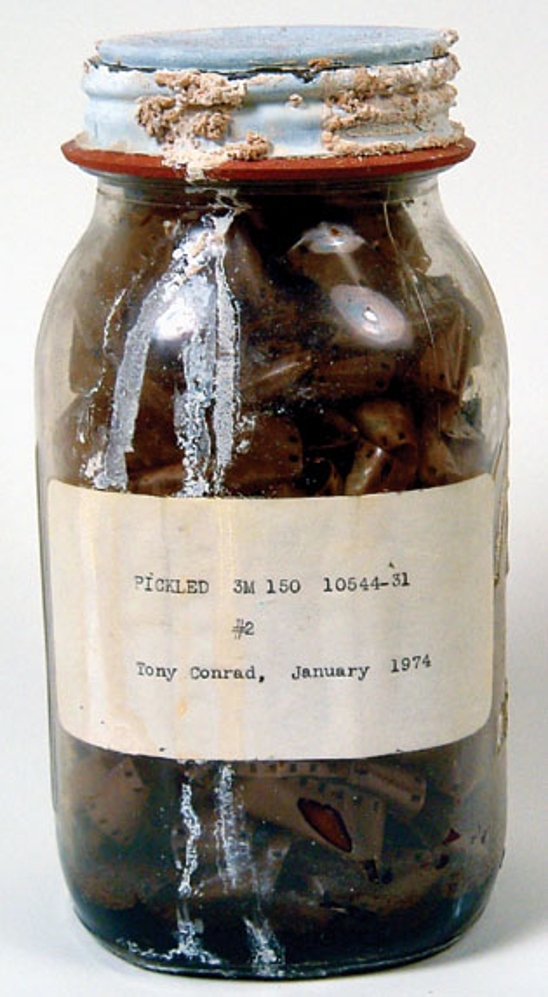 PICKLED 3M 150 10544-31
#2
Tony Conrad, January 1974